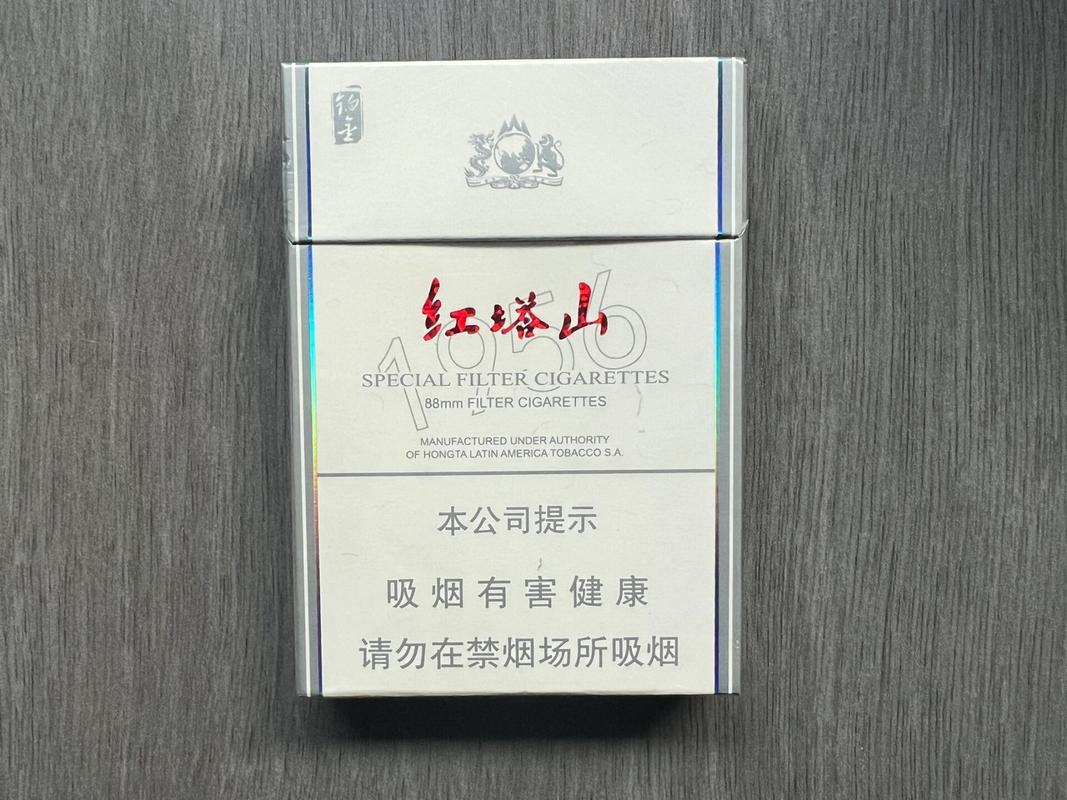 铂金
红塔山
1956
SPECIAL FILTER CIGARETTES
88mm FILTER CIGARETTES
MANUFACTURED UNDER AUTHORITY
OF HONGTA LATIN AMERICA TOBACCO S.A.
本公司提示
吸烟有害健康
请勿在禁烟场所吸烟